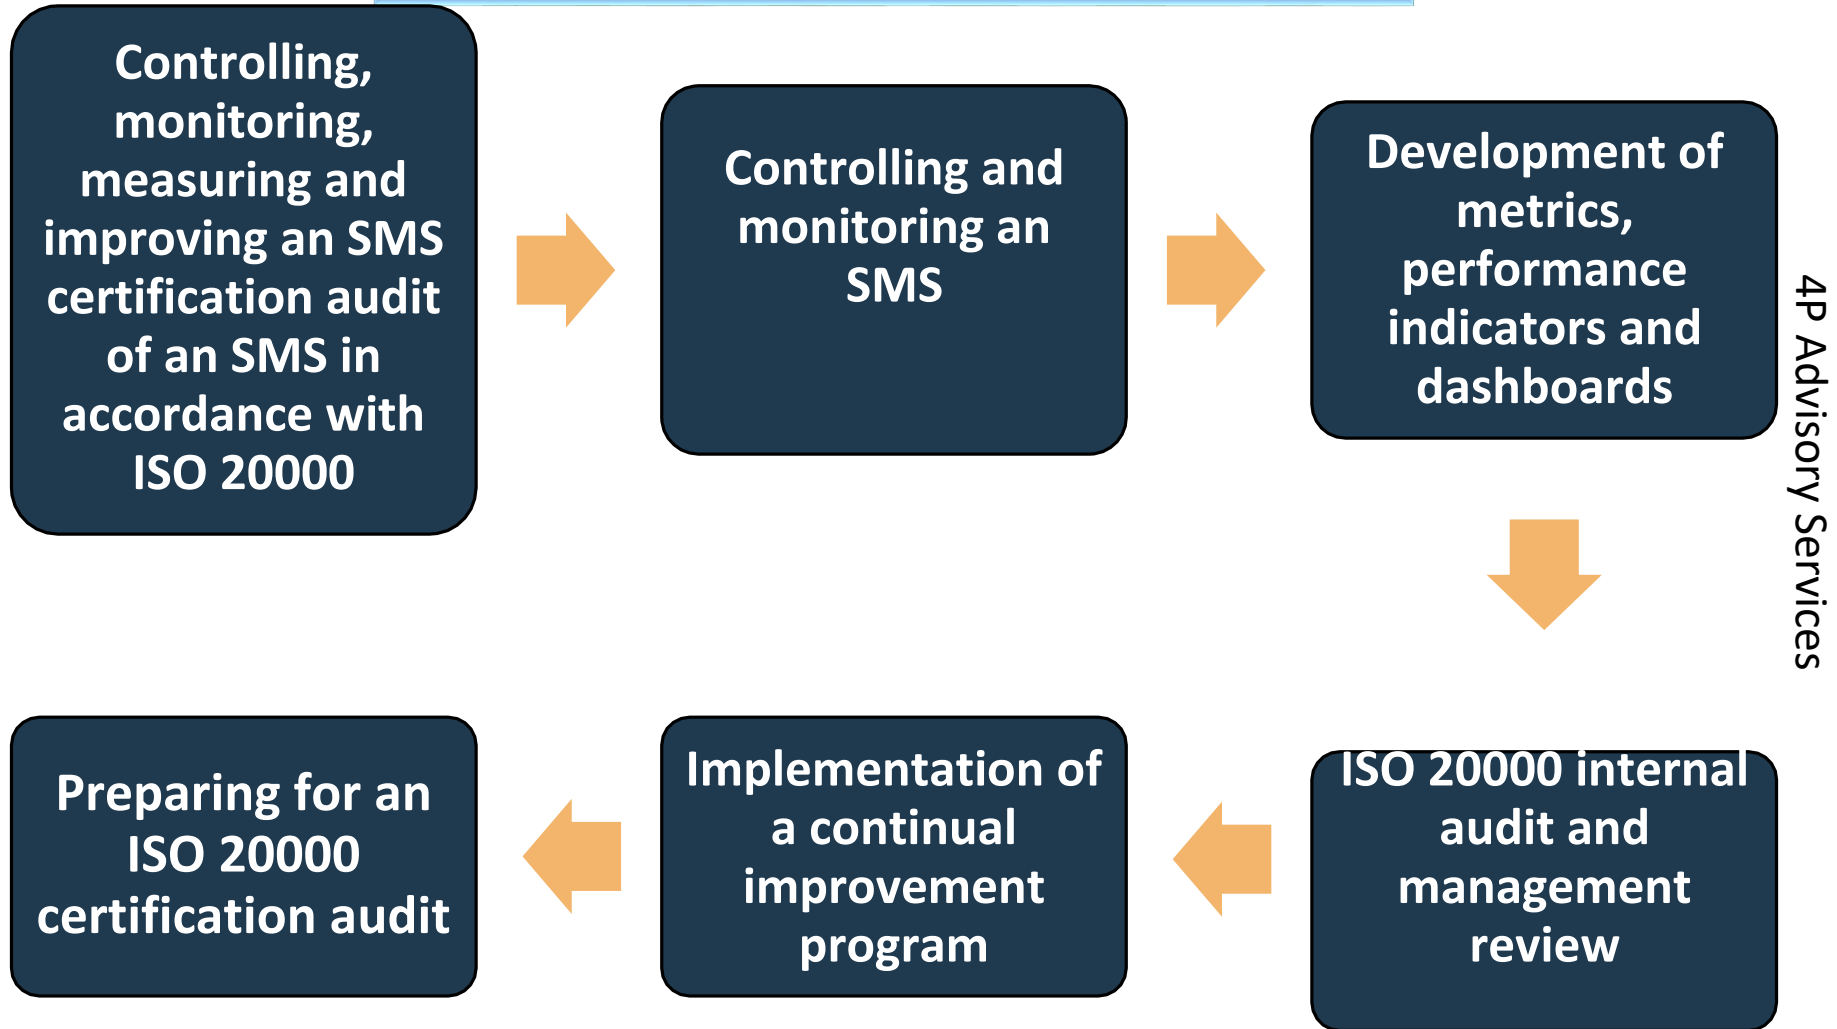 Controlling,
monitoring,
measuring and
improving an SMS
certification audit
of an SMS in
accordance with
ISO 20000
Controlling and
monitoring an
SMS
Development of
metrics,
performance
indicators and
dashboards
ISO 20000 internal
audit and
management
review
Implementation of
a continual
improvement
program
Preparing for an
ISO 20000
certification audit
4P Advisory Services